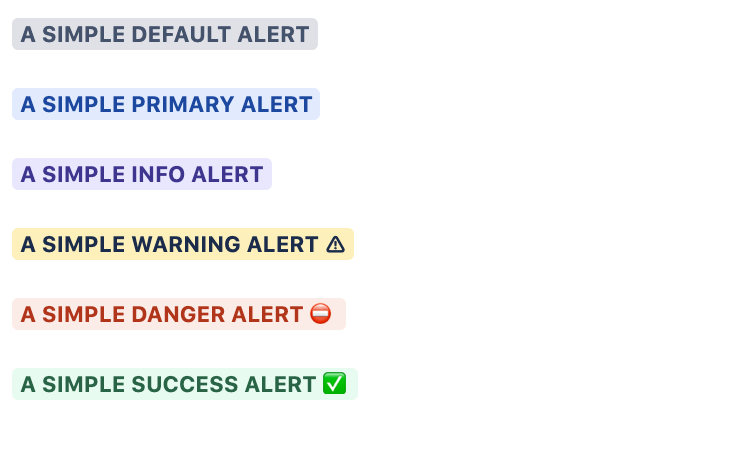 A SIMPLE DEFAULT ALERT
A SIMPLE PRIMARY ALERT
A SIMPLE INFO ALERT
A SIMPLE WARNING ALERT ⚠
A SIMPLE DANGER ALERT ⛔
A SIMPLE SUCCESS ALERT ✅